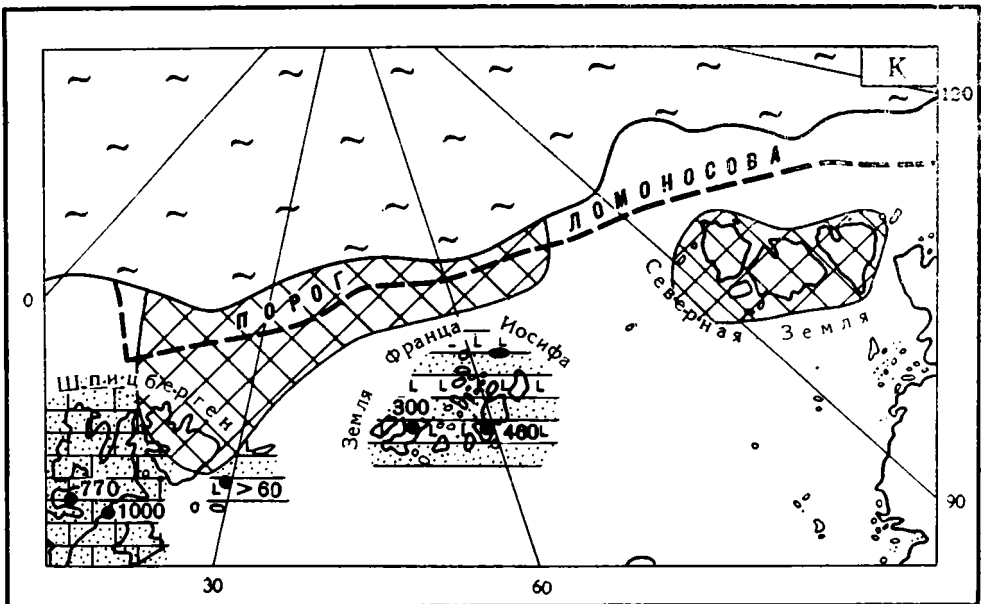 К
120
ПОРОГ ЛОМОНОСОВА
0
Северная Земля
Земля Франца Иосифа
Шпицберген
300
460
770
>60
1000
90
30
60